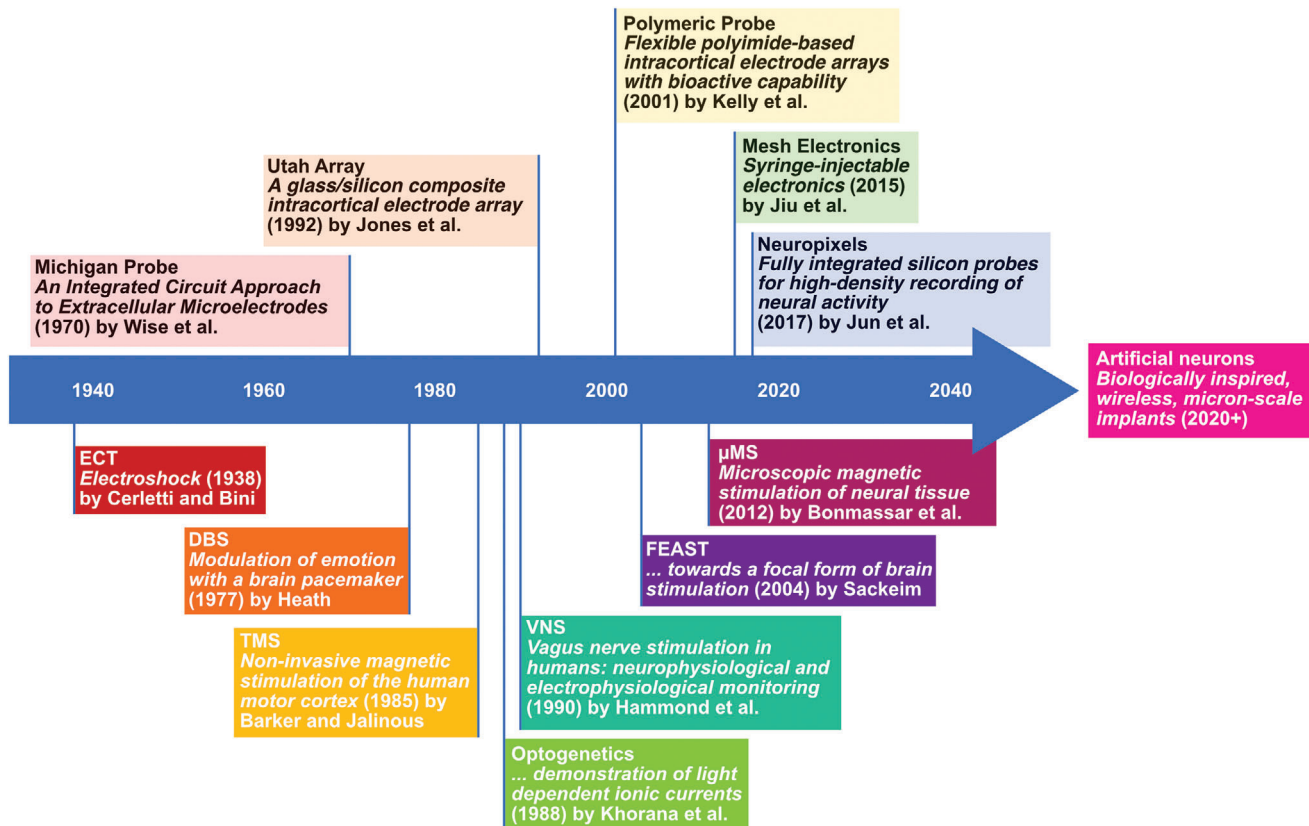 Polymeric Probe
Flexible polyimide-based
intracortical electrode arrays
with bioactive capability
(2001) by Kelly et al.
Mesh Electronics
Syringe-injectable
electronics (2015)
by Jiu et al.
Utah Array
A glass/silicon composite
intracortical electrode array
(1992) by Jones et al.
Neuropixels
Fully integrated silicon probes
for high-density recording of
neural activity
(2017) by Jun et al.
Michigan Probe
An Integrated Circuit Approach
to Extracellular Microelectrodes
(1970) by Wise et al.
1940 1960 1980 2000 2020 2040
Artificial neurons
Biologically inspired,
wireless, micron-scale
implants (2020+)
ECT
Electroshock (1938)
by Cerletti and Bini
µMS
Microscopic magnetic
stimulation of neural tissue
(2012) by Bonmassar et al.
DBS
Modulation of emotion
with a brain pacemaker
(1977) by Heath
FEAST
... towards a focal form of brain
stimulation (2004) by Sackeim
TMS
Non-invasive magnetic
stimulation of the human
motor cortex (1985) by
Barker and Jalinous
VNS
Vagus nerve stimulation in
humans: neurophysiological and
electrophysiological monitoring
(1990) by Hammond et al.
Optogenetics
... demonstration of light
dependent ionic currents
(1988) by Khorana et al.